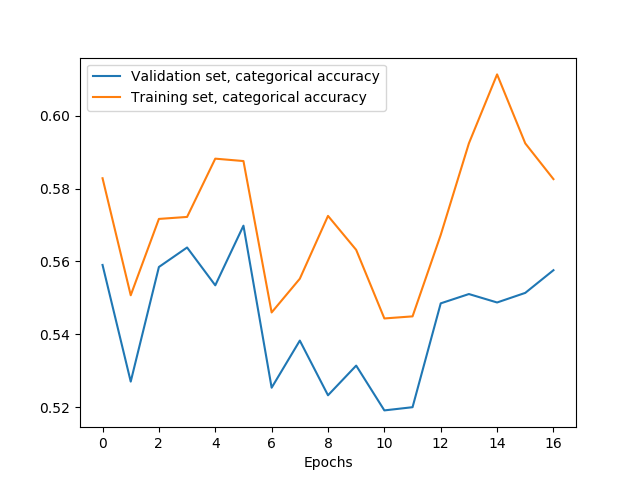 Validation set, categorical accuracy
Training set, categorical accuracy
0.60
0.58
0.56
0.54
0.52
0 2 4 6 8 10 12 14 16
Epochs